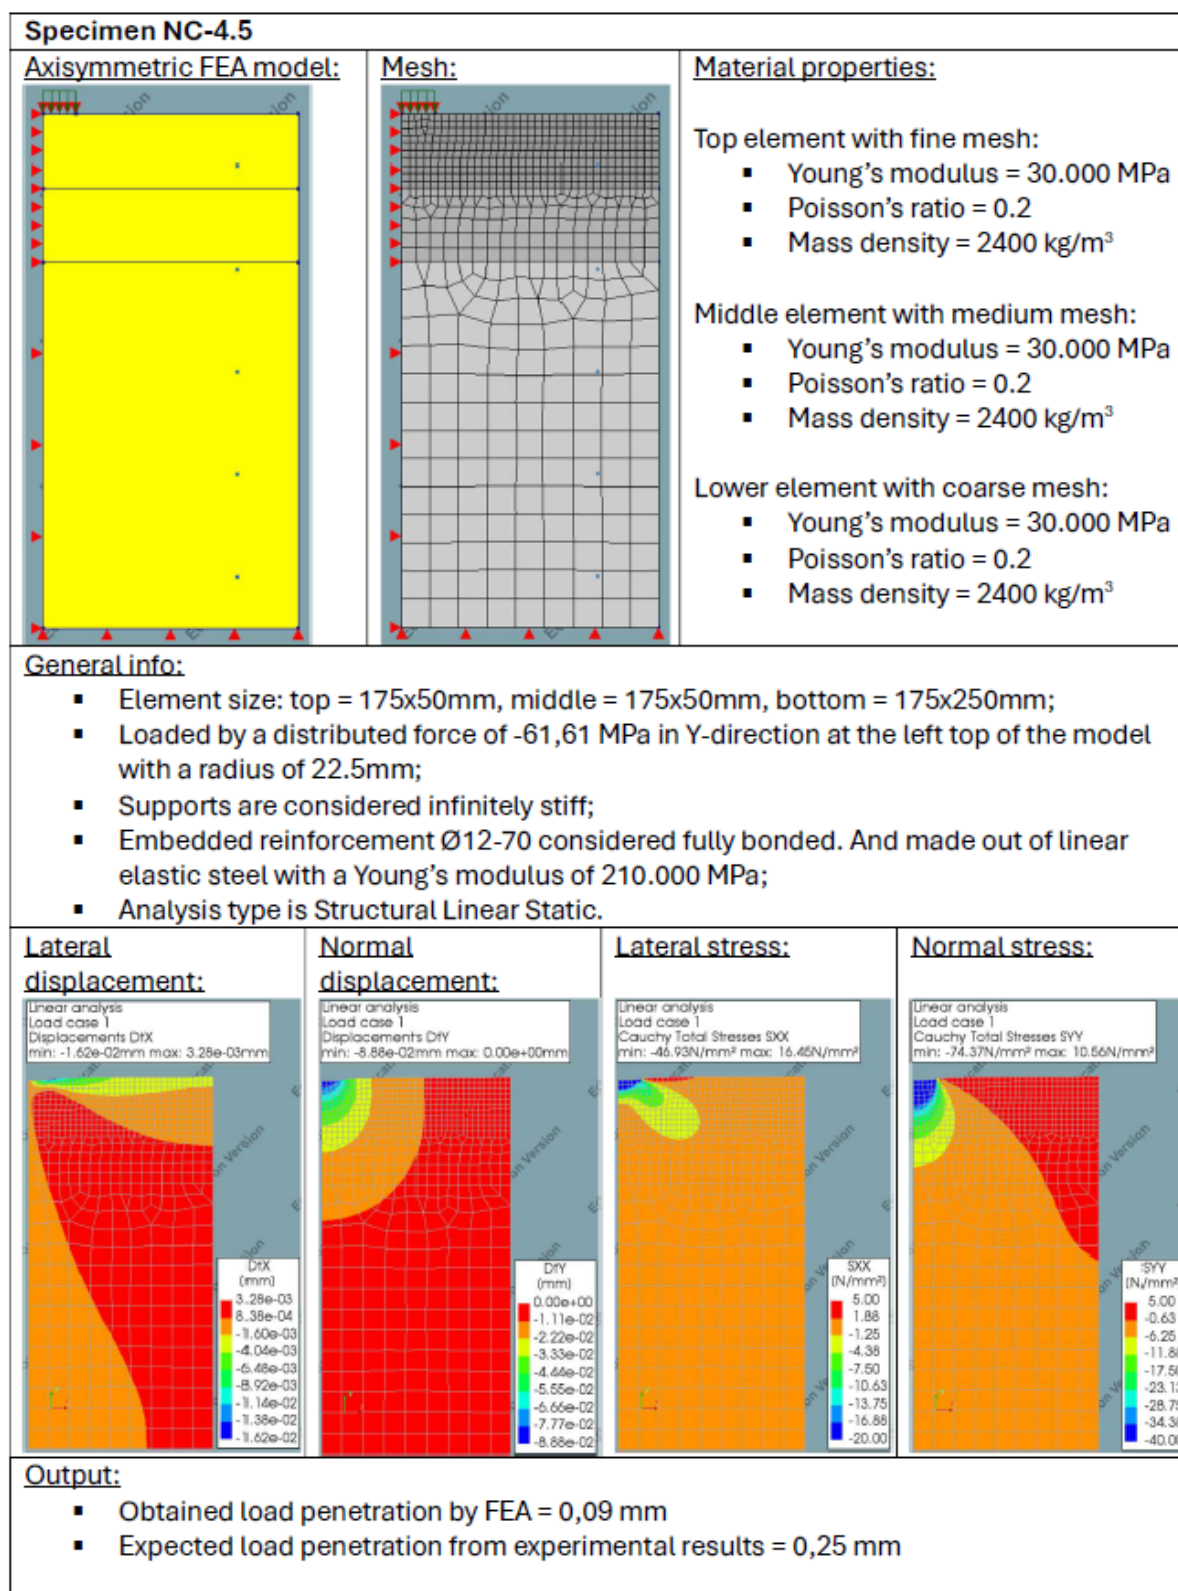 Specimen NC-4.5
Axisymmetric FEA model:
Mesh:
Material properties:
Top element with fine mesh:
▪ Young's modulus = 30.000 MPa
▪ Poisson's ratio = 0.2
▪ Mass density = 2400 kg/m³
Middle element with medium mesh:
▪ Young's modulus = 30.000 MPa
▪ Poisson's ratio = 0.2
▪ Mass density = 2400 kg/m³
Lower element with coarse mesh:
▪ Young's modulus = 30.000 MPa
▪ Poisson's ratio = 0.2
▪ Mass density = 2400 kg/m³
General info:
▪ Element size: top = 175x50mm, middle = 175x50mm, bottom = 175x250mm;
▪ Loaded by a distributed force of -61,61 MPa in Y-direction at the left top of the model
with a radius of 22.5mm;
▪ Supports are considered infinitely stiff;
▪ Embedded reinforcement Ø12-70 considered fully bonded. And made out of linear
elastic steel with a Young's modulus of 210.000 MPa;
▪ Analysis type is Structural Linear Static.
Lateral
displacement:
Linear analysis
Load case 1
Displacements DtX
min: -1.62e-02mm max: 3.28e-03mm
DtX
(mm)
3.28e-03
8.38e-04
-1.60e-03
-4.04e-03
-6.48e-03
-8.92e-03
-1.14e-02
-1.38e-02
-1.62e-02
Normal
displacement:
Linear analysis
Load case 1
Displacements DtY
min: -8.88e-02mm max: 0.00e+00mm
DtY
(mm)
0.00e+00
-1.11e-02
-2.22e-02
-3.33e-02
-4.44e-02
-5.55e-02
-6.66e-02
-7.77e-02
-8.88e-02
Lateral stress:
Linear analysis
Load case 1
Cauchy Total Stresses SXX
min: -46.93N/mm² max: 16.45N/mm²
SXX
(N/mm²)
5.00
1.88
-1.25
-4.38
-7.50
-10.63
-13.75
-16.88
-20.00
Normal stress:
Linear analysis
Load case 1
Cauchy Total Stresses SYY
min: -74.37N/mm² max: 10.56N/mm²
SYY
(N/mm²)
5.00
-0.63
-6.25
-11.88
-17.50
-23.13
-28.75
-34.38
-40.00
Output:
▪ Obtained load penetration by FEA = 0,09 mm
▪ Expected load penetration from experimental results = 0,25 mm